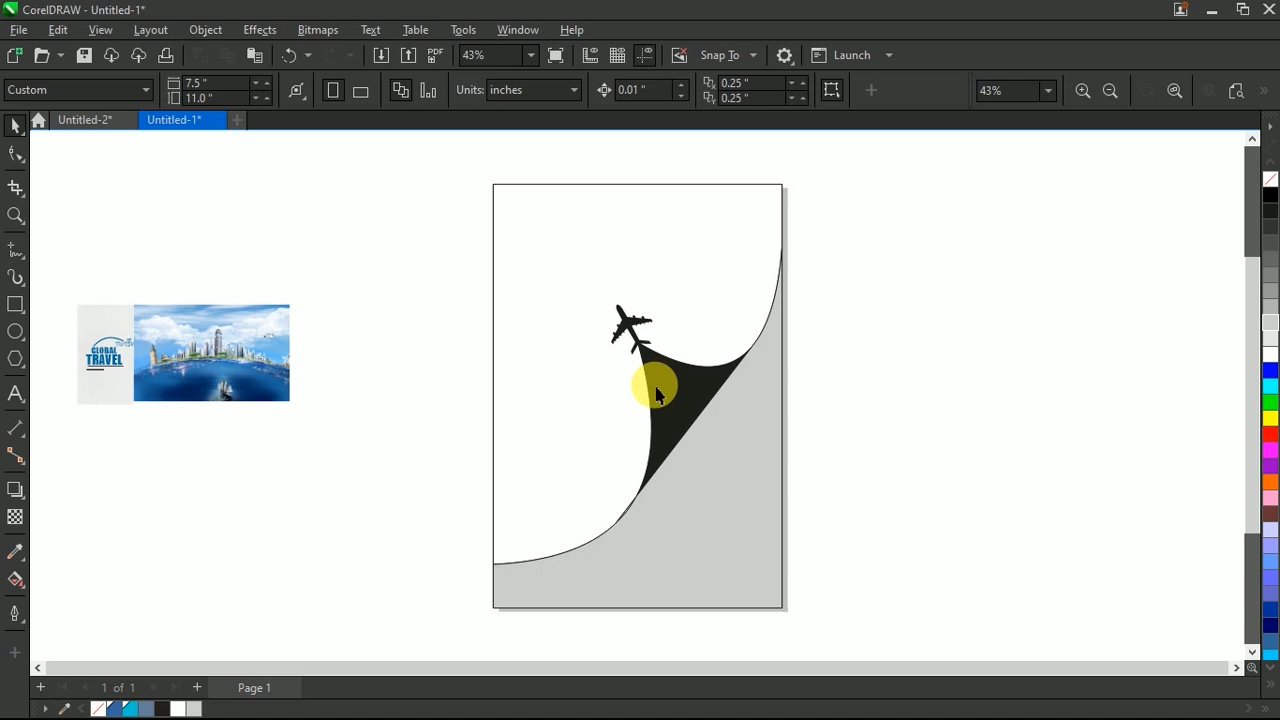 CorelDRAW - Untitled-1*
File Edit View Layout Object Effects Bitmaps Text Table Tools Window Help
PDF 43% Snap To Launch
Custom 7.5 " 11.0 " Units: inches 0.01 " 0.25 " 0.25 " 43%
Untitled-2* Untitled-1*
GLOBAL
TRAVEL
1 of 1 Page 1